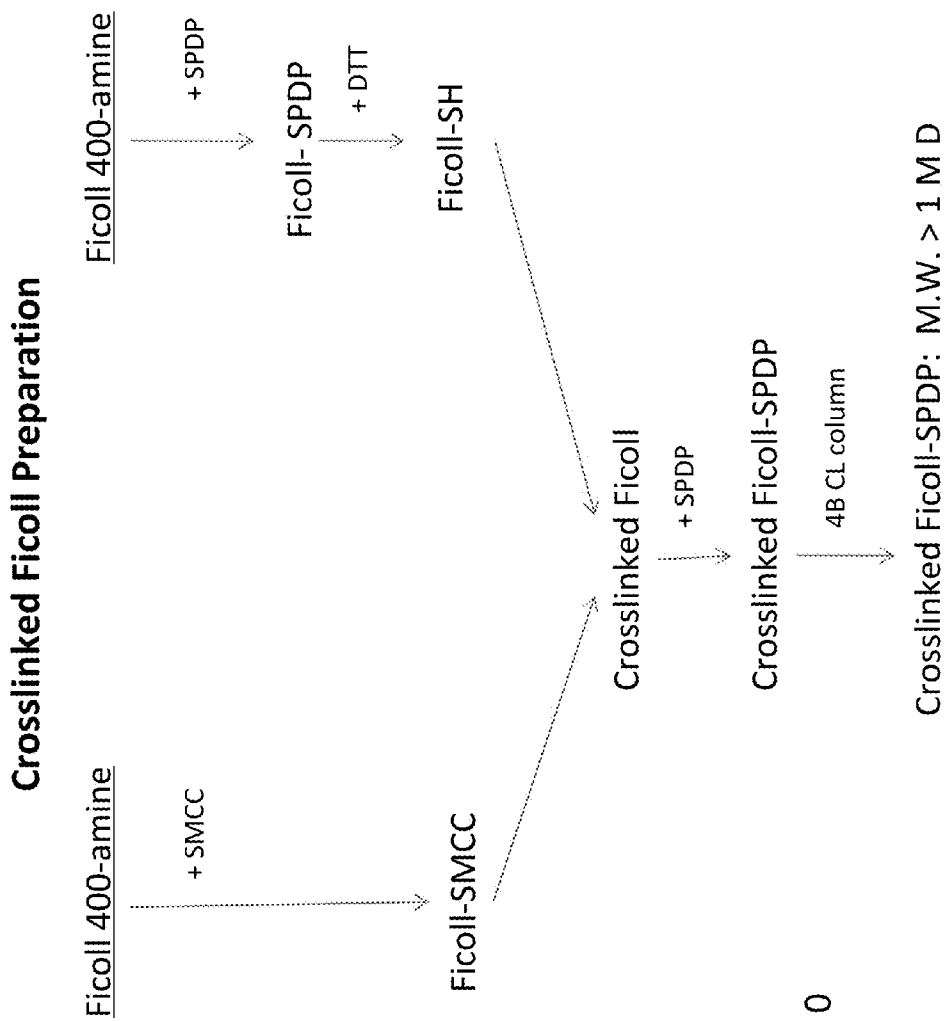 Crosslinked Ficoll Preparation
Ficoll 400-amine
+ SMCC
Ficoll-SMCC
Ficoll 400-amine
+ SPDP
Ficoll- SPDP
+ DTT
Ficoll-SH
Crosslinked Ficoll
+ SPDP
Crosslinked Ficoll-SPDP
4B CL column
Crosslinked Ficoll-SPDP: M.W. > 1 M D
0